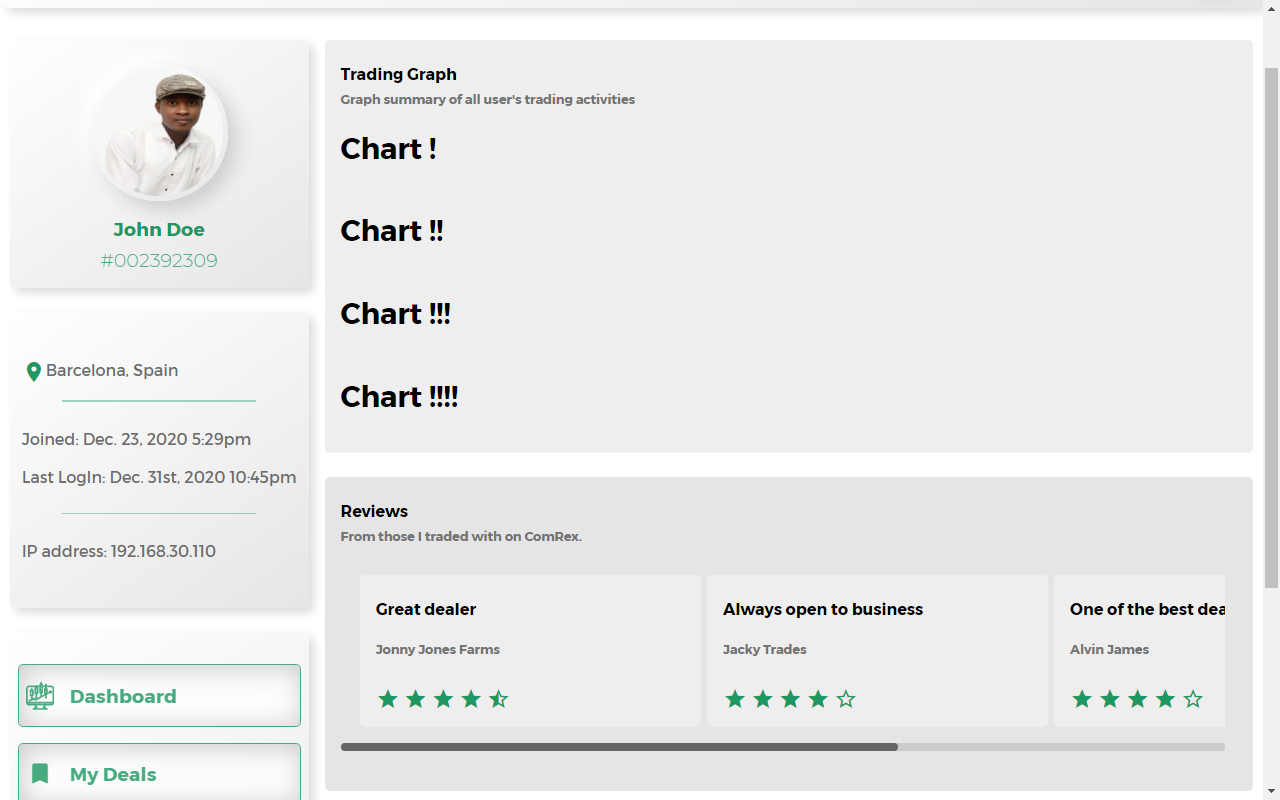 John Doe
#002392309
Barcelona, Spain
Joined: Dec. 23, 2020 5:29pm
Last LogIn: Dec. 31st, 2020 10:45pm
IP address: 192.168.30.110
Dashboard
My Deals
Trading Graph
Graph summary of all user's trading activities
Chart !
Chart !!
Chart !!!
Chart !!!!
Reviews
From those I traded with on ComRex.
Great dealer
Jonny Jones Farms
Always open to business
Jacky Trades
One of the best dea
Alvin James